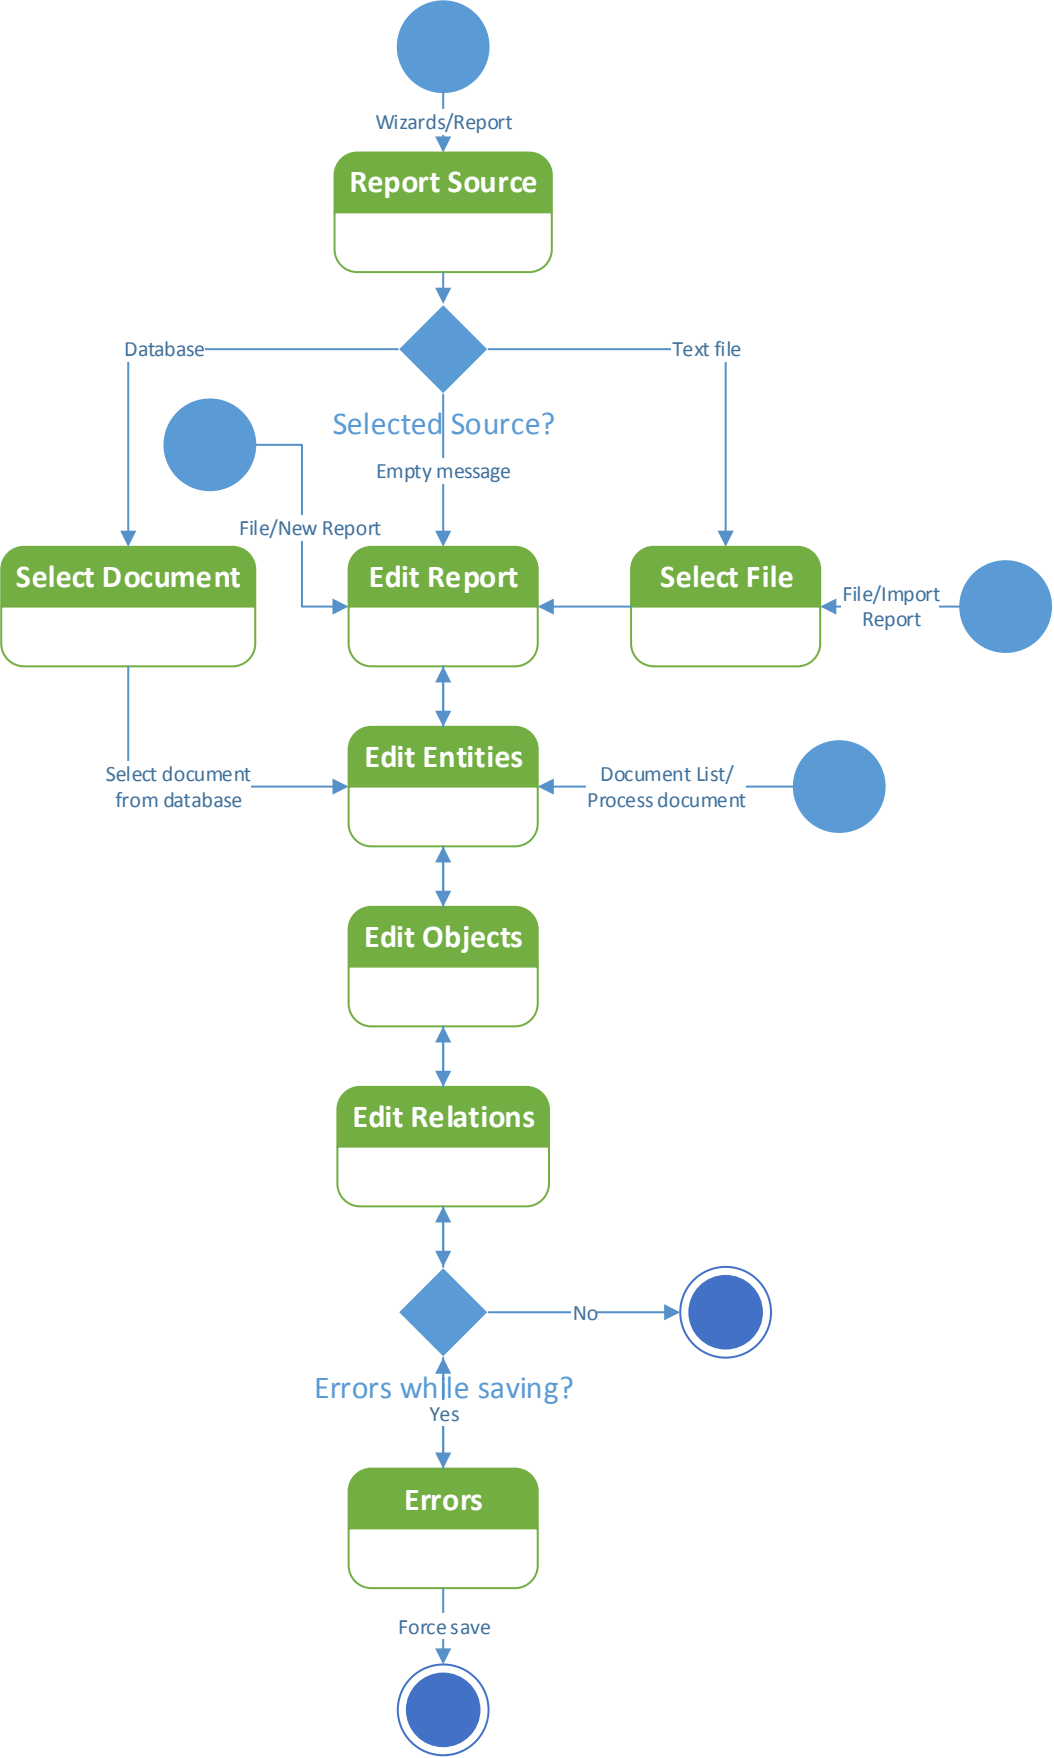 Wizards/Report
Report Source
Database
Text file
Selected Source?
Empty message
File/New Report
Select Document
Edit Report
Select File
File/Import
Report
Edit Entities
Select document
from database
Document List/
Process document
Edit Objects
Edit Relations
No
Errors while saving?
Yes
Errors
Force save